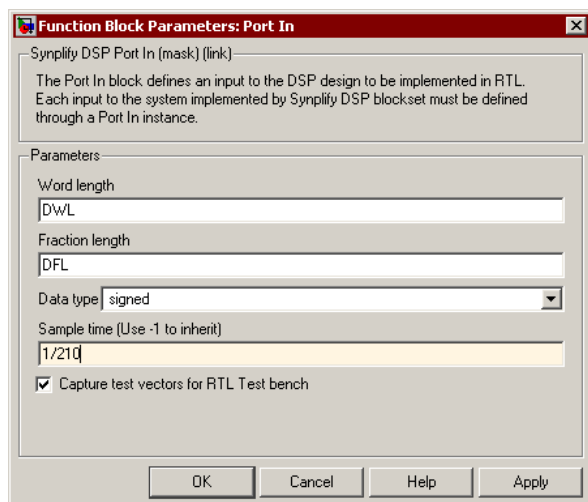 Function Block Parameters: Port In
Synplify DSP Port In (mask) (link)
The Port In block defines an input to the DSP design to be implemented in RTL.
Each input to the system implemented by Synplify DSP blockset must be defined
through a Port In instance.
Parameters
Word length
DWL
Fraction length
DFL
Data type signed
Sample time (Use -1 to inherit)
1/210
Capture test vectors for RTL Test bench
OK Cancel Help Apply